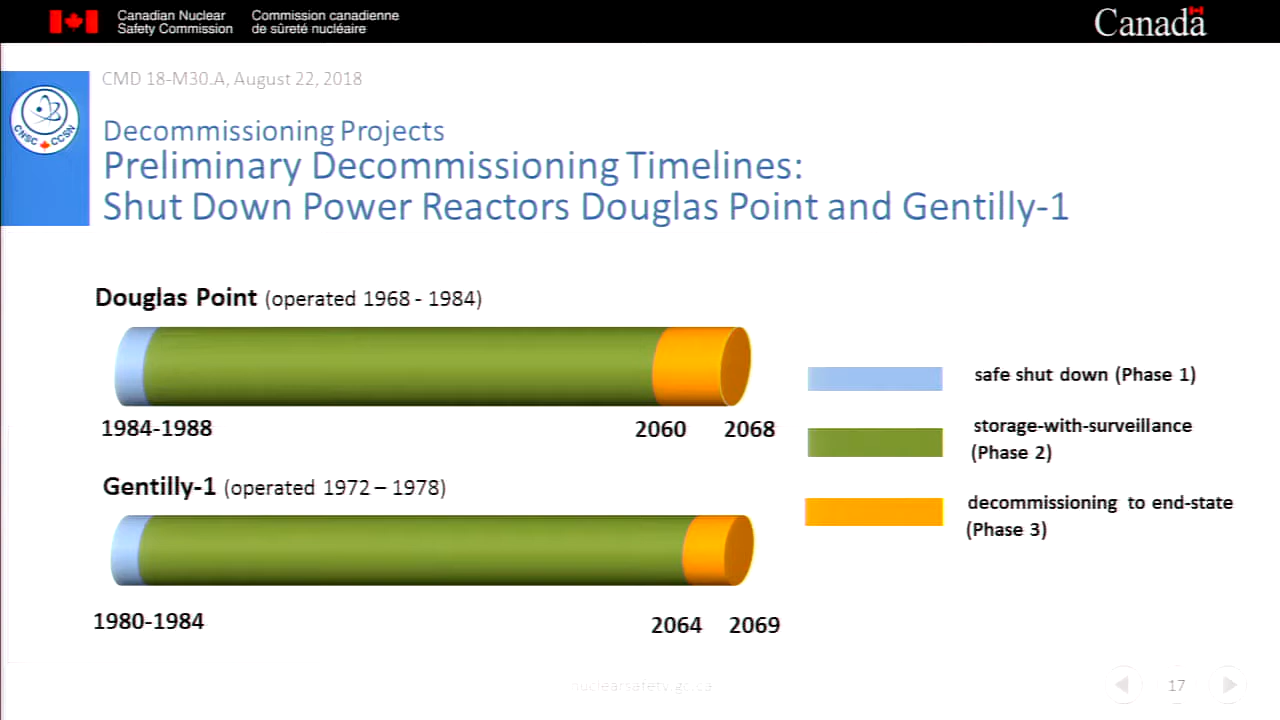 Canadian Nuclear Safety Commission
Commission canadienne de sûreté nucléaire
Canada
CMD 18-M30.A, August 22, 2018
CNSC CCSN
Decommissioning Projects
Preliminary Decommissioning Timelines:
Shut Down Power Reactors Douglas Point and Gentilly-1
Douglas Point (operated 1968 - 1984)
1984-1988
2060
2068
Gentilly-1 (operated 1972 – 1978)
1980-1984
2064
2069
safe shut down (Phase 1)
storage-with-surveillance
(Phase 2)
decommissioning to end-state
(Phase 3)
nuclearsafety.gc.ca
17